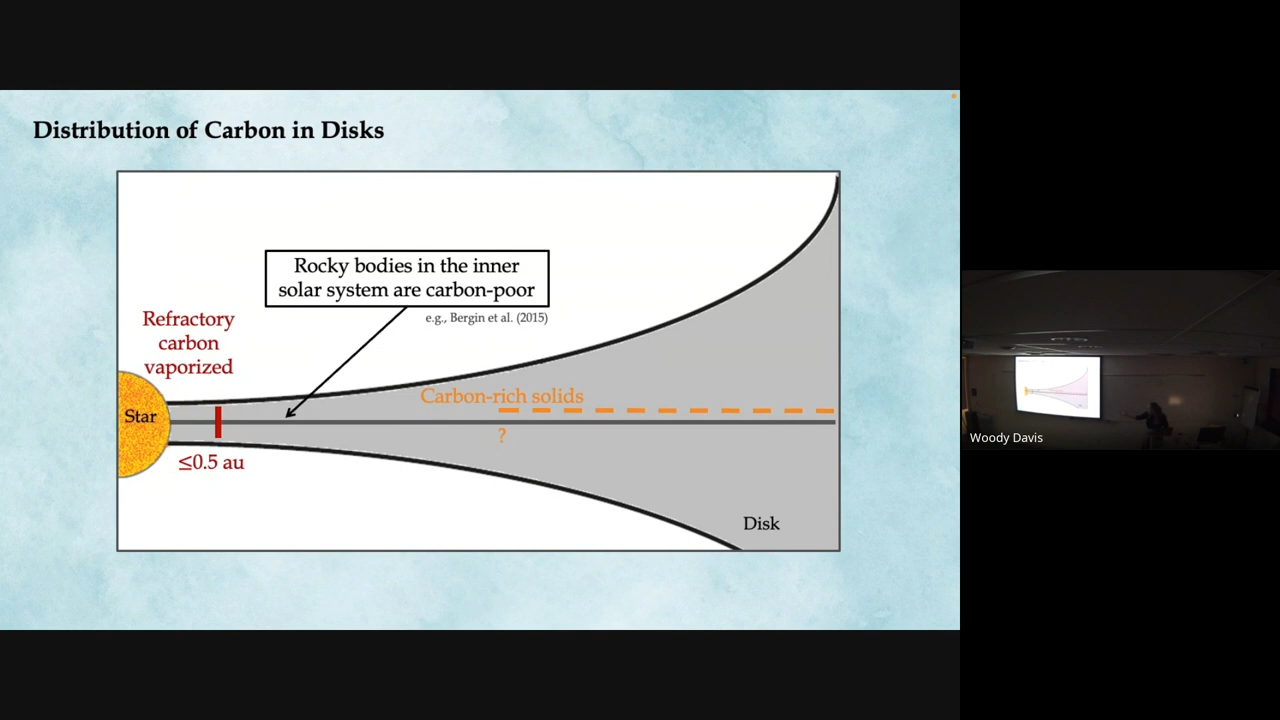 Distribution of Carbon in Disks
Rocky bodies in the inner
solar system are carbon-poor
e.g., Bergin et al. (2015)
Refractory
carbon
vaporized
Star
≤0.5 au
Carbon-rich solids
?
Disk
Woody Davis